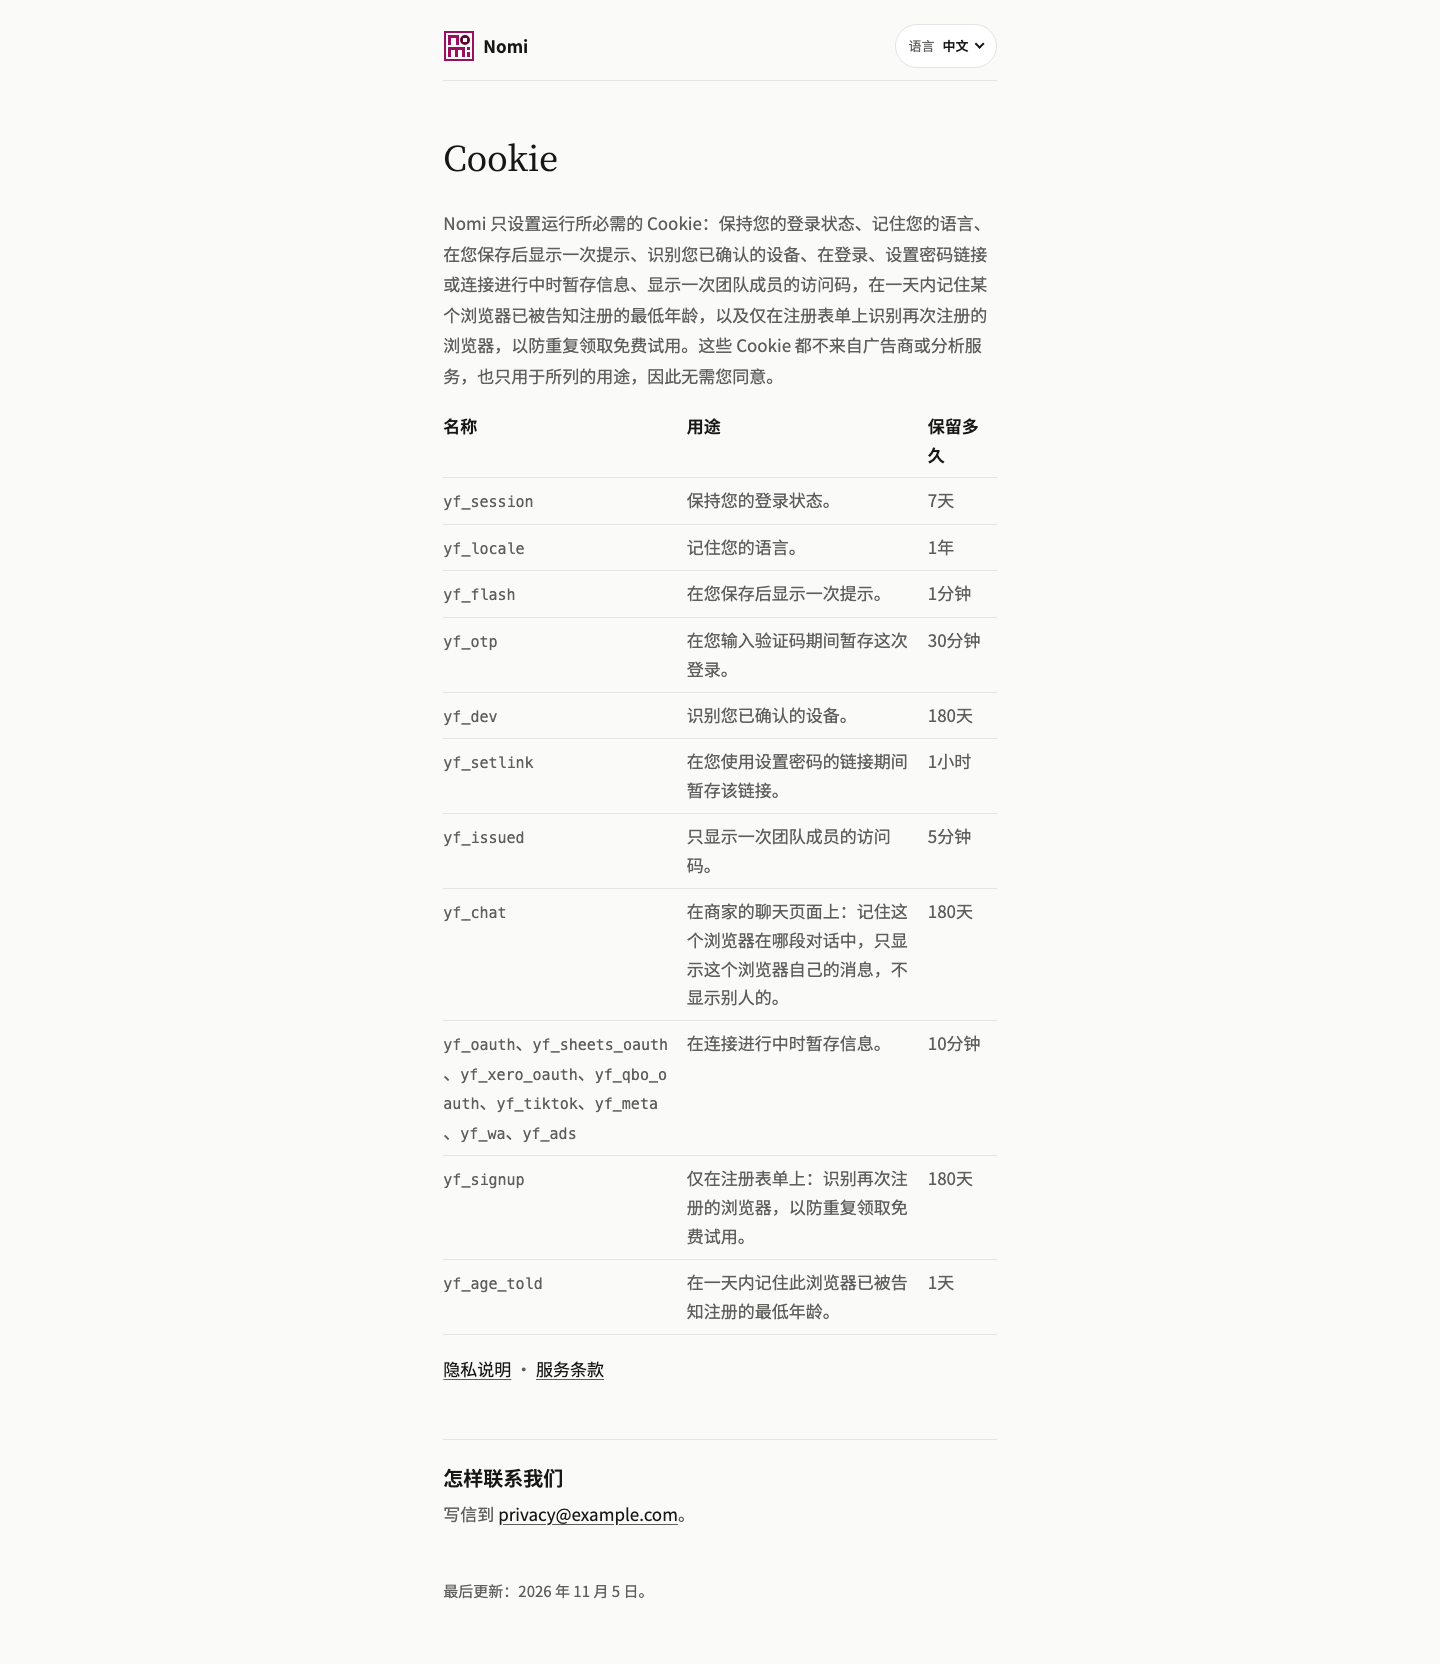 nomi Nomi
语言 中文
Cookie
Nomi 只设置运行所必需的 Cookie：保持您的登录状态、记住您的语言、
在您保存后显示一次提示、识别您已确认的设备、在登录、设置密码链接
或连接进行中时暂存信息、显示一次团队成员的访问码，在一天内记住某
个浏览器已被告知注册的最低年龄，以及仅在注册表单上识别再次注册的
浏览器，以防重复领取免费试用。这些 Cookie 都不来自广告商或分析服
务，也只用于所列的用途，因此无需您同意。
名称 用途 保留多
久
yf_session 保持您的登录状态。 7天
yf_locale 记住您的语言。 1年
yf_flash 在您保存后显示一次提示。 1分钟
yf_otp 在您输入验证码期间暂存这次 30分钟
登录。
yf_dev 识别您已确认的设备。 180天
yf_setlink 在您使用设置密码的链接期间 1小时
暂存该链接。
yf_issued 只显示一次团队成员的访问 5分钟
码。
yf_chat 在商家的聊天页面上：记住这 180天
个浏览器在哪段对话中，只显
示这个浏览器自己的消息，不
显示别人的。
yf_oauth、yf_sheets_oauth 在连接进行中时暂存信息。 10分钟
、yf_xero_oauth、yf_qbo_o
auth、yf_tiktok、yf_meta
、yf_wa、yf_ads
yf_signup 仅在注册表单上：识别再次注 180天
册的浏览器，以防重复领取免
费试用。
yf_age_told 在一天内记住此浏览器已被告 1天
知注册的最低年龄。
隐私说明 · 服务条款
怎样联系我们
写信到 privacy@example.com。
最后更新：2026 年 11 月 5 日。